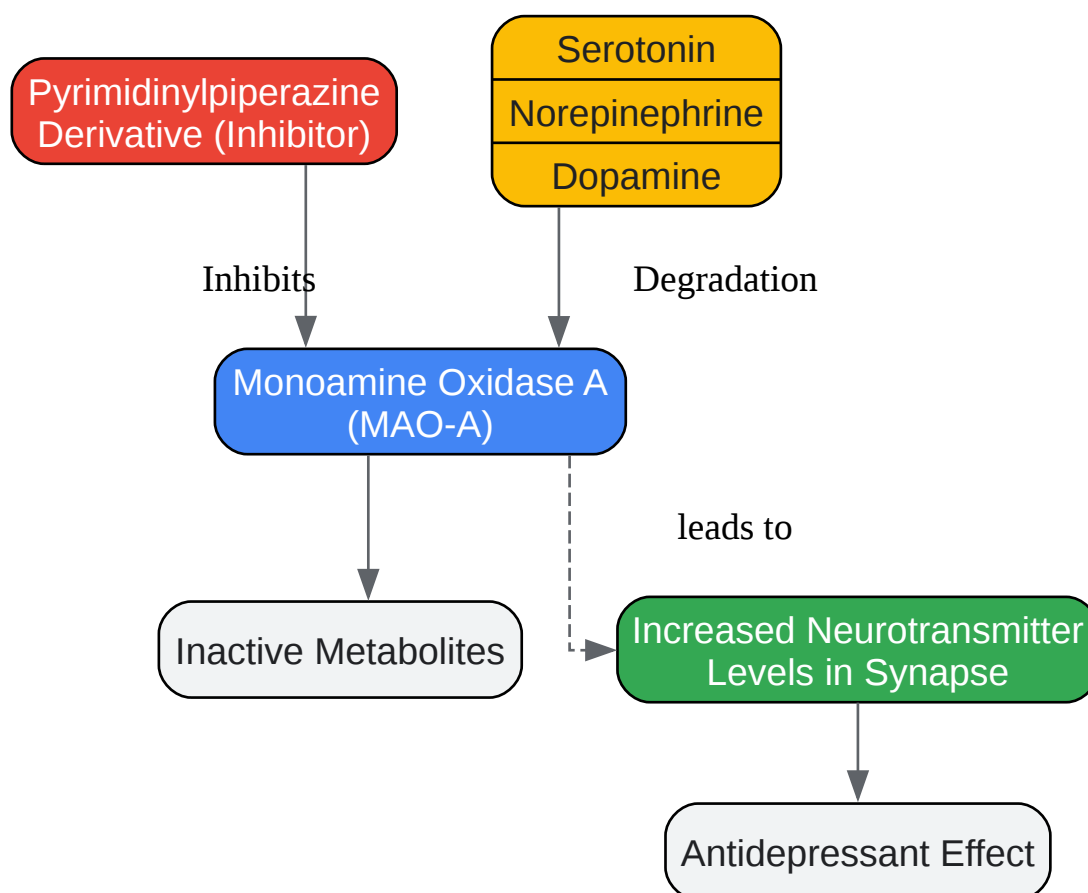 Pyrimidinylpiperazine
Derivative (Inhibitor)
Serotonin
Norepinephrine
Dopamine
Inhibits
Degradation
Monoamine Oxidase A
(MAO-A)
leads to
Inactive Metabolites
Increased Neurotransmitter
Levels in Synapse
Antidepressant Effect